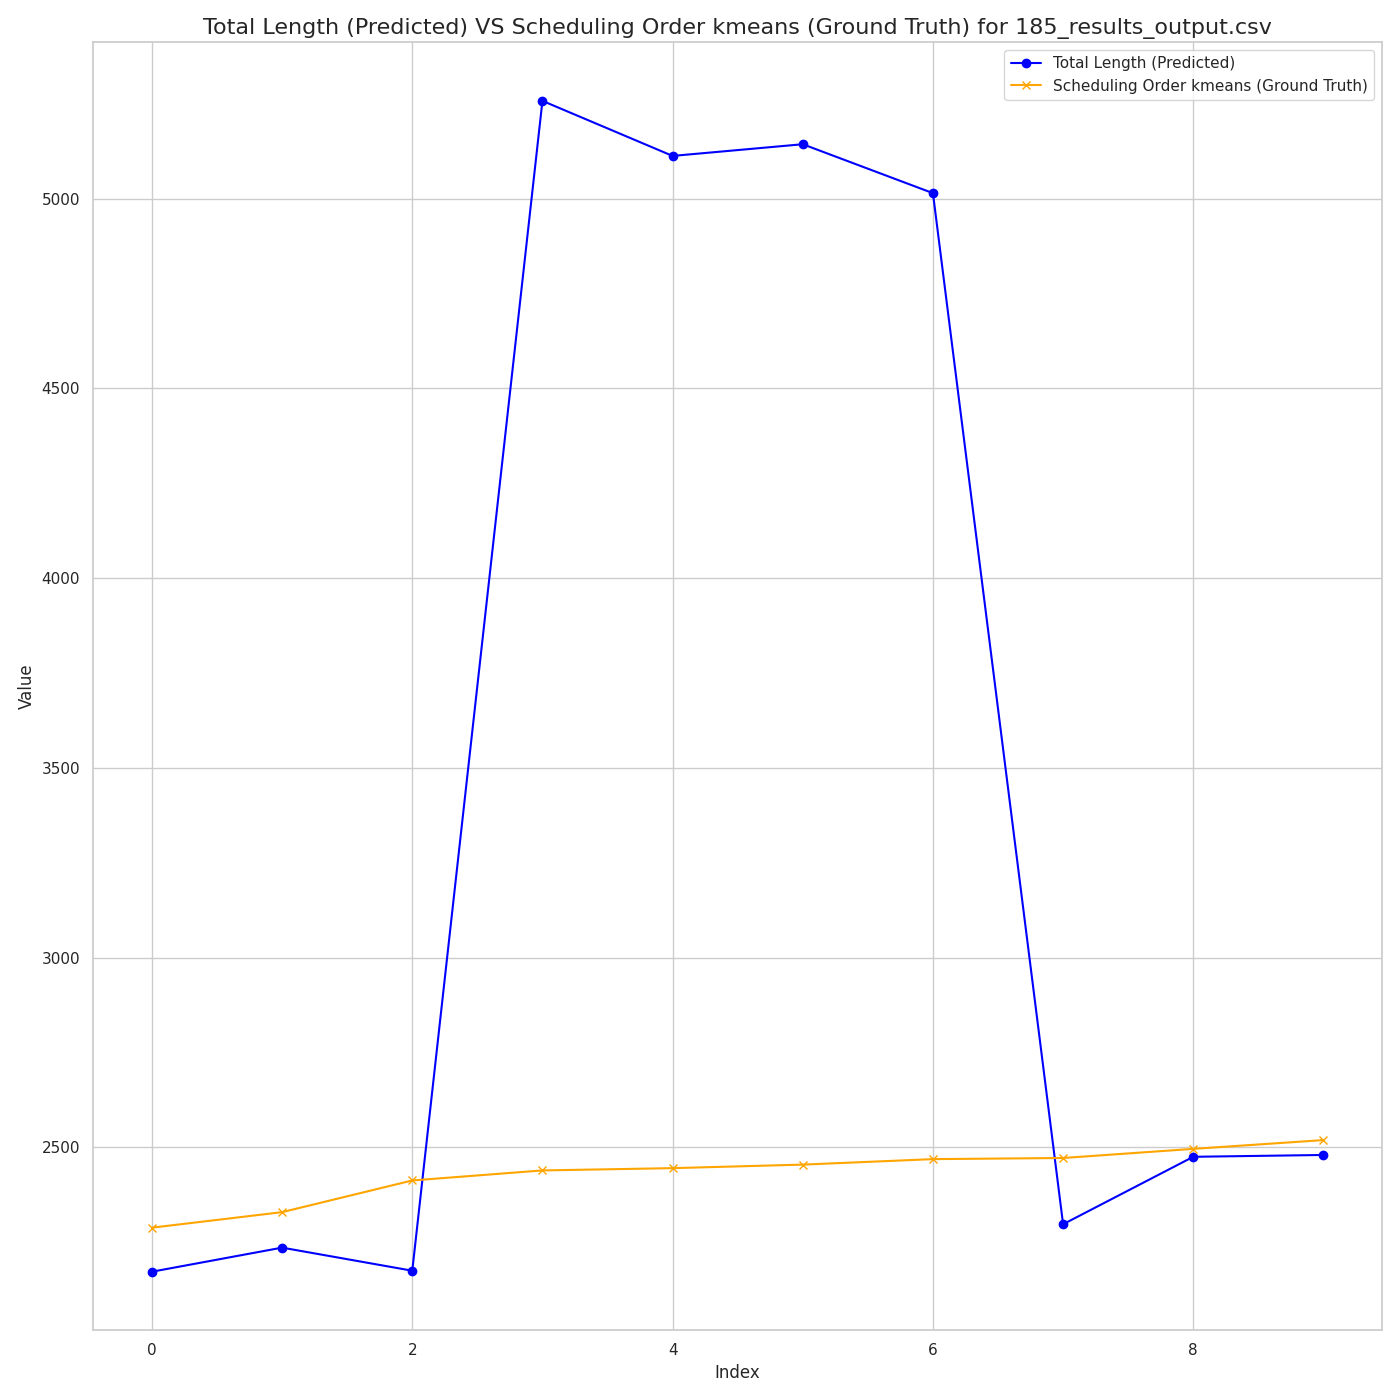 Total Length (Predicted) VS Scheduling Order kmeans (Ground Truth) for 185_results_output.csv
Total Length (Predicted)
Scheduling Order kmeans (Ground Truth)
5000
4500
4000
3500
3000
2500
Value
0 2 4 6 8
Index